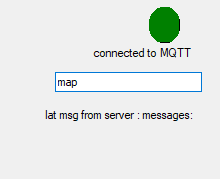 connected to MQTT
map
lat msg from server : messages: